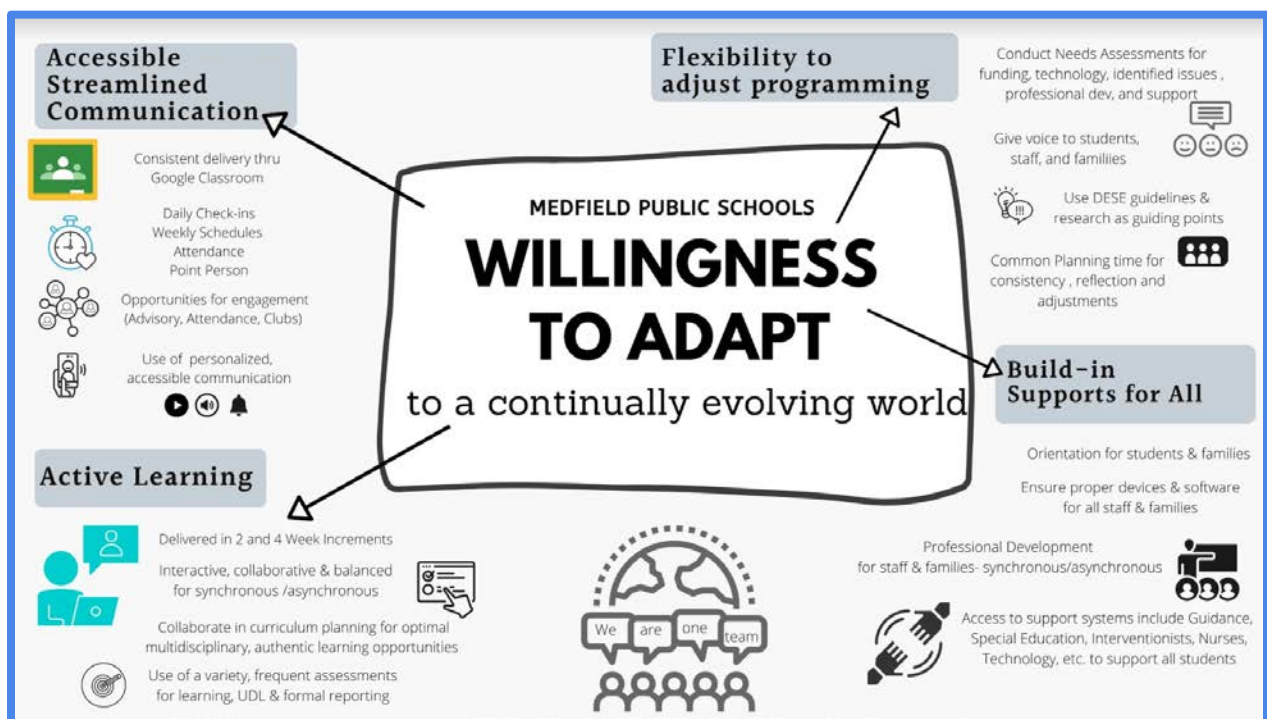 Accessible
Streamlined
Communication
Consistent delivery thru
Google Classroom
Daily Check-ins
Weekly Schedules
Attendance
Point Person
Opportunities for engagement
(Advisory, Attendance, Clubs)
Use of personalized,
accessible communication
Flexibility to
adjust programming
Conduct Needs Assessments for
funding, technology, identified issues ,
professional dev, and support
Give voice to students,
staff, and familiies
Use DESE guidelines &
research as guiding points
Common Planning time for
consistency , reflection and
adjustments
MEDFIELD PUBLIC SCHOOLS
WILLINGNESS
TO ADAPT
to a continually evolving world
Build-in
Supports for All
Orientation for students & families
Ensure proper devices & software
for all staff & families
Professional Development
for staff & families- synchronous/asynchronous
Access to support systems include Guidance,
Special Education, Interventionists, Nurses,
Technology, etc. to support all students
Active Learning
Delivered in 2 and 4 Week Increments
Interactive, collaborative & balanced
for synchronous /asynchronous
Collaborate in curriculum planning for optimal
multidisciplinary, authentic learning opportunities
Use of a variety, frequent assessments
for learning, UDL & formal reporting
We are one team